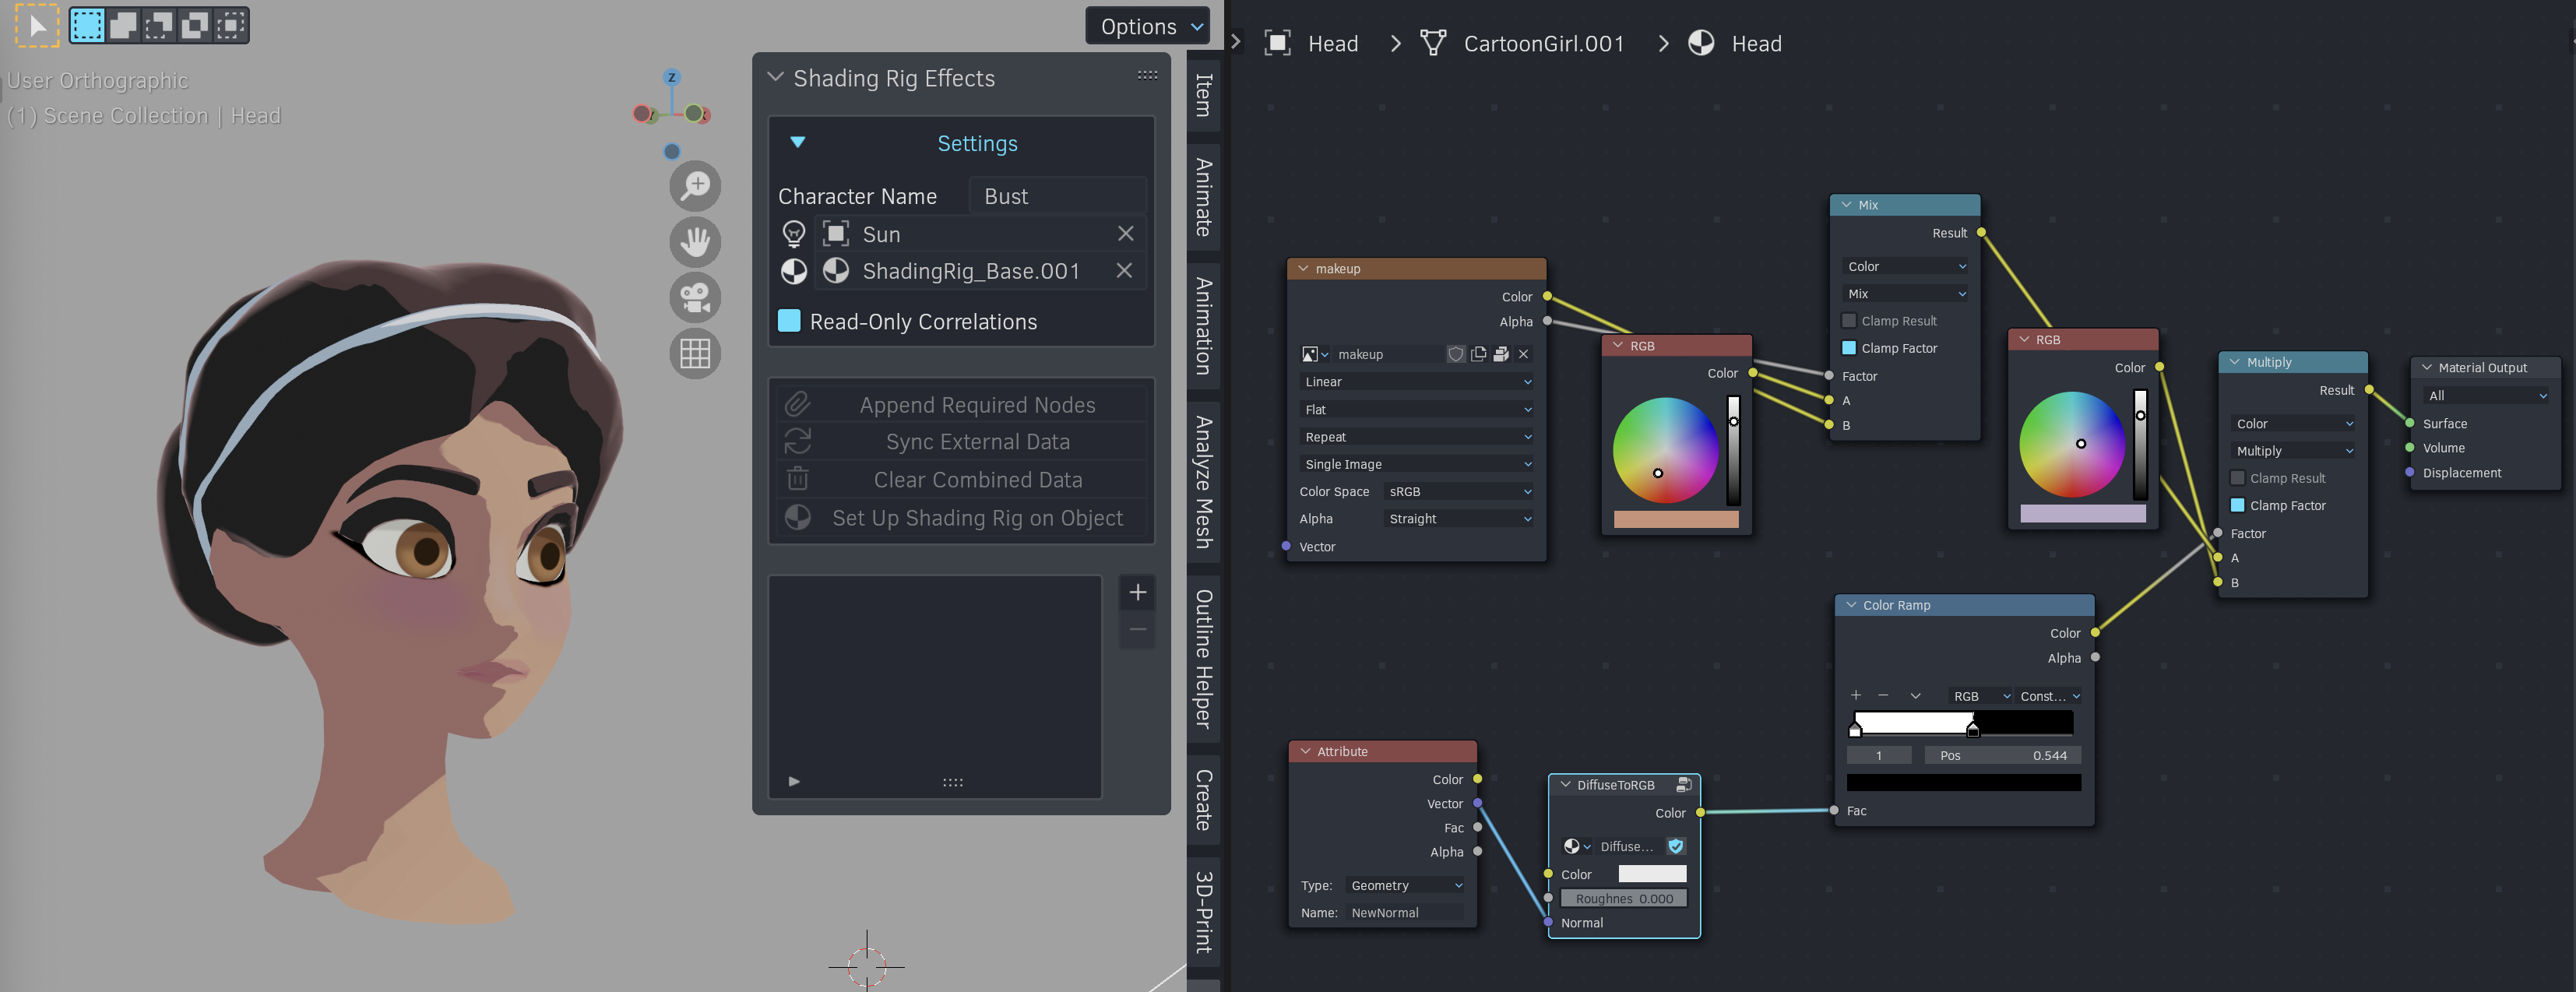 Options
User Orthographic
(1) Scene Collection | Head
Z
Shading Rig Effects
Settings
Character Name Bust
Sun
ShadingRig_Base.001
Read-Only Correlations
Append Required Nodes
Sync External Data
Clear Combined Data
Set Up Shading Rig on Object
Item
Animate
Animation
Analyze Mesh
Outline Helper
Create
3D-Print
Head
CartoonGirl.001
Head
makeup
Color
Alpha
makeup
Linear
Flat
Repeat
Single Image
Color Space sRGB
Alpha Straight
Vector
RGB
Color
Mix
Result
Color
Mix
Clamp Result
Clamp Factor
Factor
A
B
RGB
Color
Multiply
Result
Color
Multiply
Clamp Result
Clamp Factor
Factor
A
B
Material Output
All
Surface
Volume
Displacement
Color Ramp
Color
Alpha
RGB Const...
1 Pos 0.544
Fac
Attribute
Color
Vector
Fac
Alpha
Type: Geometry
Name: NewNormal
DiffuseToRGB
Color
Diffuse...
Color
Roughnes 0.000
Normal